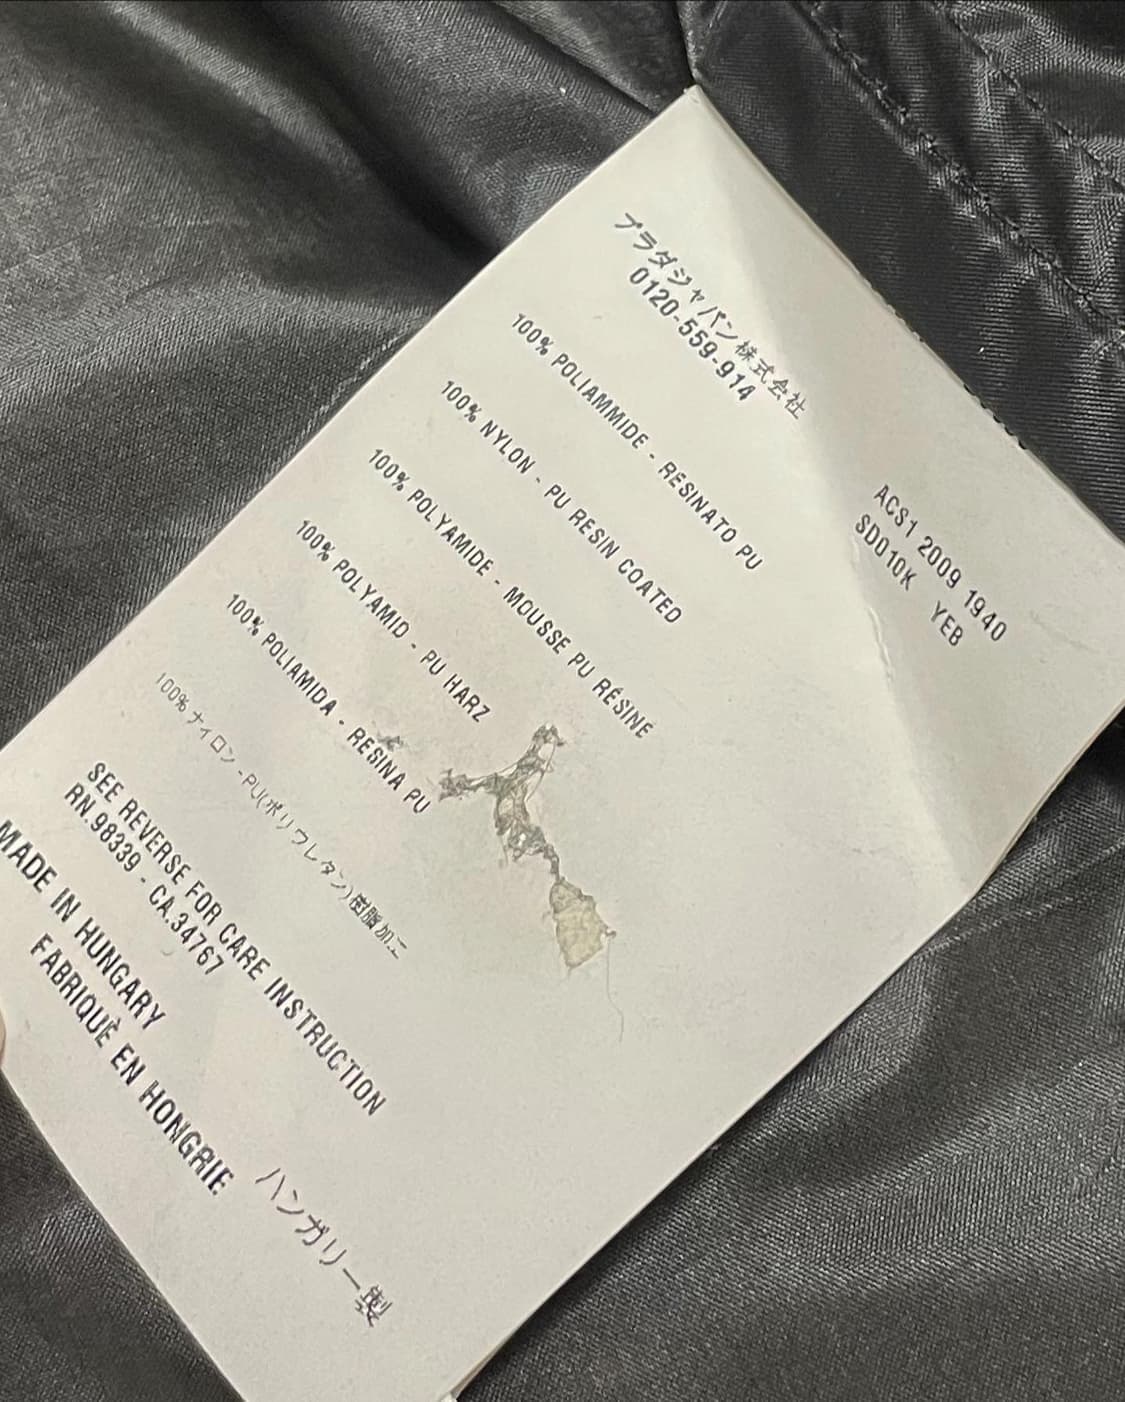 プラダジャパン株式会社
0120-559-914
ACS1 2009 1940
SD010K YEB
100% POLIAMMIDE - RESINATO PU
100% NYLON - PU RESIN COATED
100% POLYAMIDE - MOUSSE PU RÉSINÉ
100% POLYAMID - PU HARZ
100% POLIAMIDA - RESINA PU
100% ナイロン-PU(ポリウレタン)樹脂加工
SEE REVERSE FOR CARE INSTRUCTION
RN.98339 - CA.34767
MADE IN HUNGARY
FABRIQUÈ EN HONGRIE
ハンガリー製